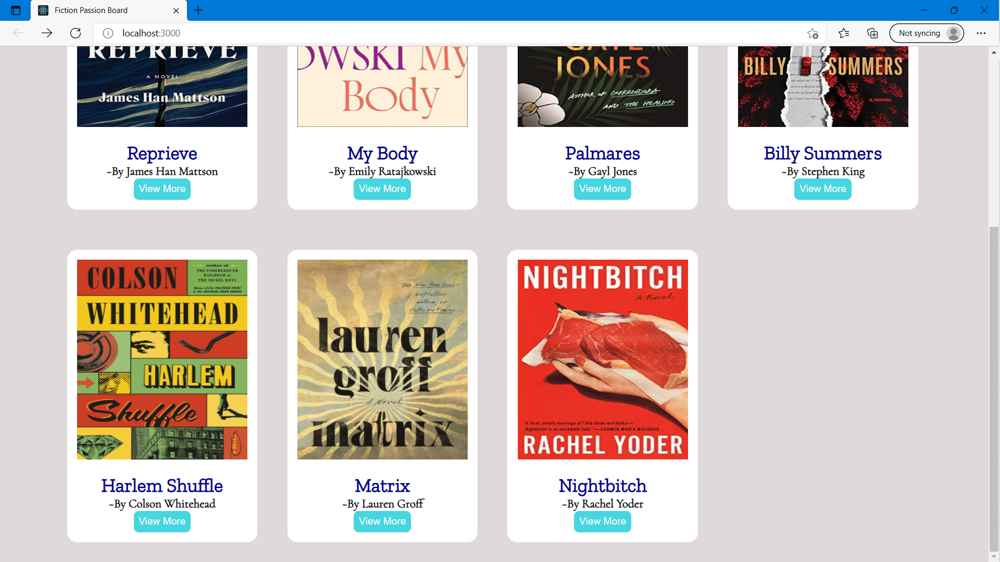 Fiction Passion Board
localhost:3000
Not syncing
REPRIEVE
A NOVEL
James Han Mattson
OWSKI My
Body
GAYL
JONES
AUTHOR OF CORREGIDORA
AND THE HEALING
BILLY SUMMERS
A NOVEL
Reprieve
~By James Han Mattson
View More
My Body
~By Emily Ratajkowski
View More
Palmares
~By Gayl Jones
View More
Billy Summers
~By Stephen King
View More
COLSON
author of
THE UNDERGROUND
RAILROAD &
THE NICKEL BOYS
Winner of the PULITZER PRIZE
& the NATIONAL BOOK AWARD
WHITEHEAD
HARLEM
Shuffle
A NOVEL
The New York Times–
bestselling
author of
Fates and Furies
lauren
groff
A Novel
matrix
NIGHTBITCH
A Novel
"A feral, unholy marriage of Tillie Olsen and Kafka—
Nightbitch is an incredible feat." —CARMEN MARIA MACHADO
RACHEL YODER
Harlem Shuffle
~By Colson Whitehead
View More
Matrix
~By Lauren Groff
View More
Nightbitch
~By Rachel Yoder
View More